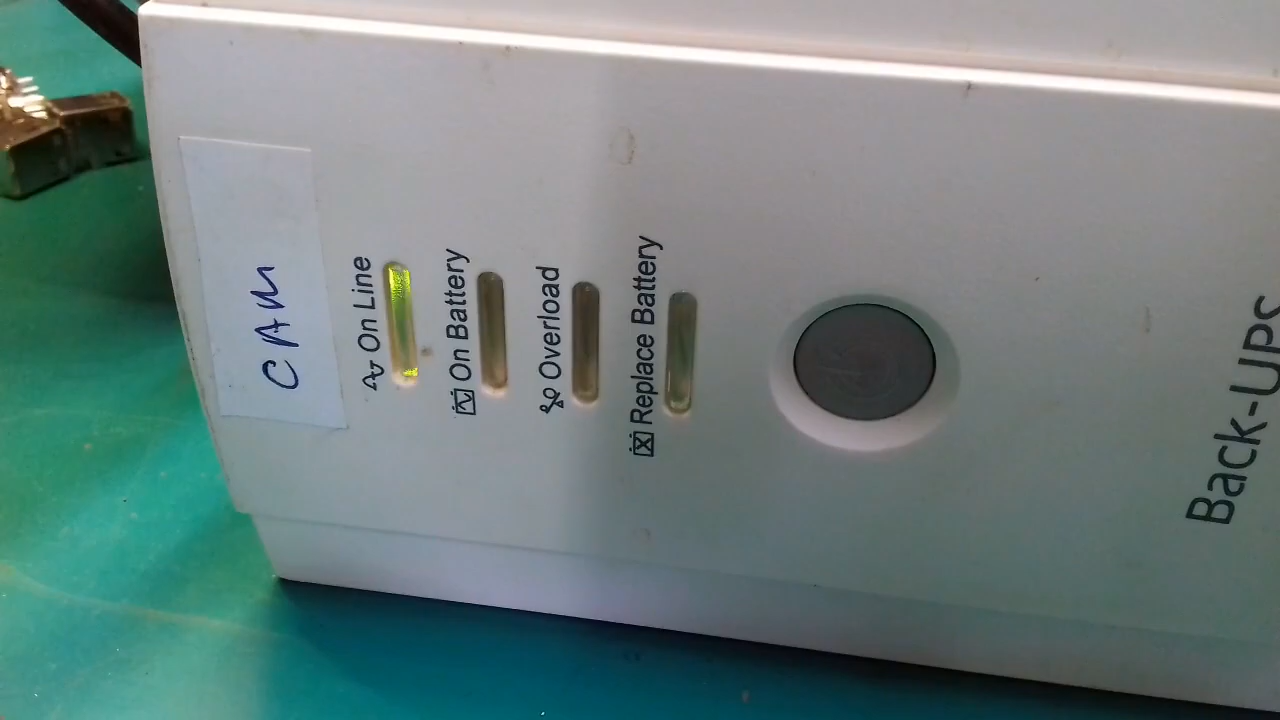 CAM
On Line
On Battery
Overload
Replace Battery
Back-UPS